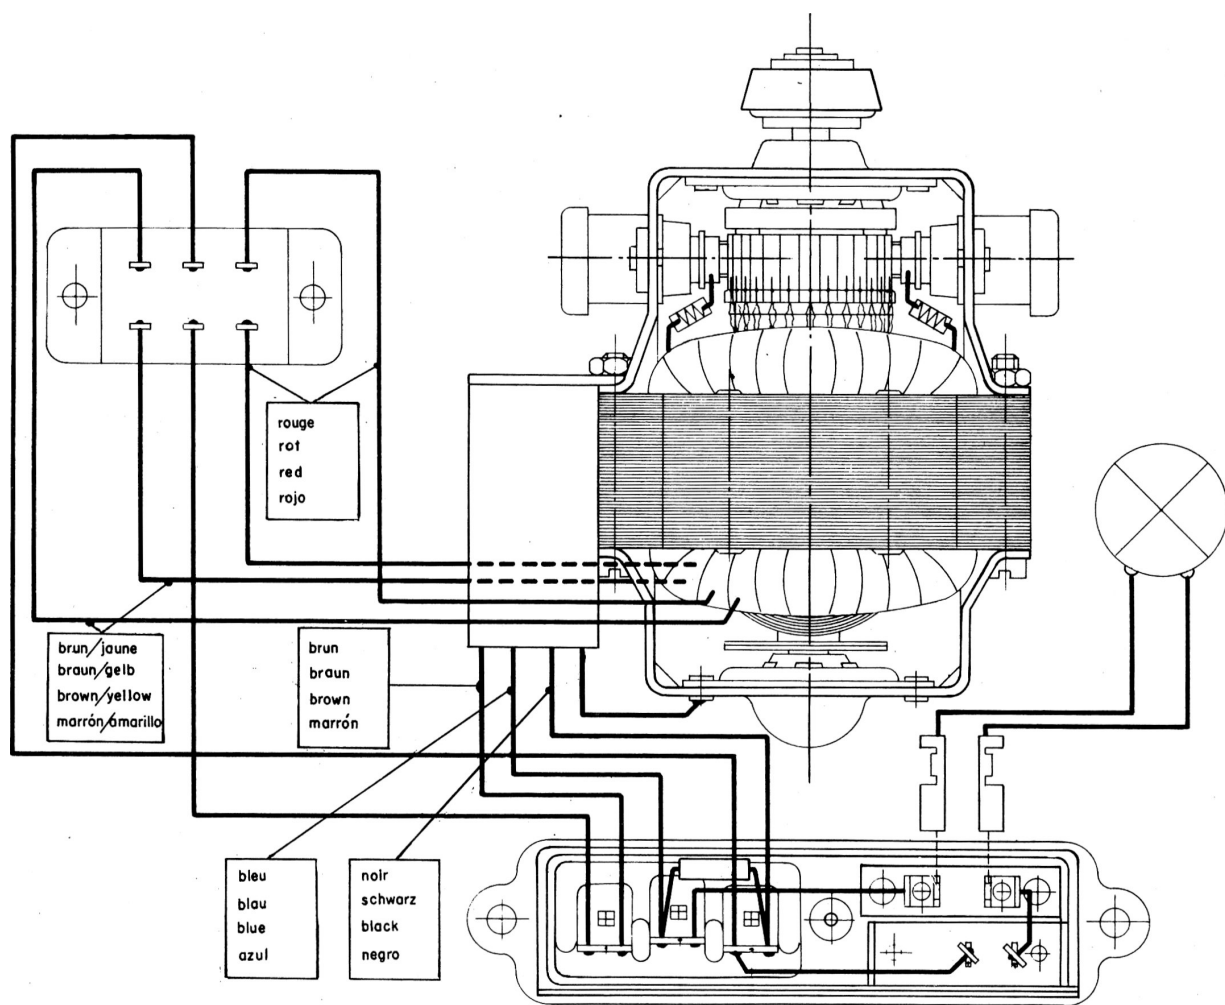 rouge
rot
red
rojo
brun/jaune
braun/gelb
brown/yellow
marrón/amarillo
brun
braun
brown
marrón
bleu
blau
blue
azul
noir
schwarz
black
negro